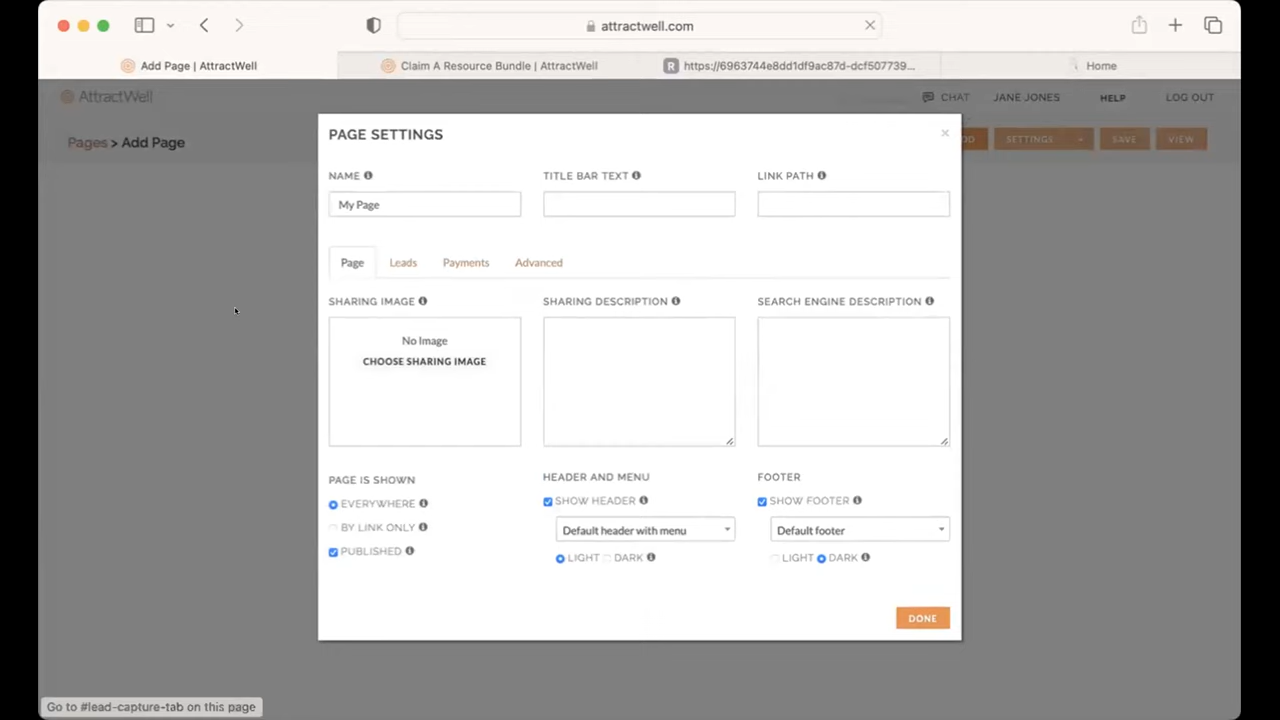 attractwell.com
Add Page | AttractWell
Claim A Resource Bundle | AttractWell
R https://6963744e8dd1df9ac87d-dcf507739...
Home
AttractWell
CHAT JANE JONES HELP LOG OUT
Pages > Add Page
SETTINGS SAVE VIEW
PAGE SETTINGS ×
NAME TITLE BAR TEXT LINK PATH
My Page
Page Leads Payments Advanced
SHARING IMAGE SHARING DESCRIPTION SEARCH ENGINE DESCRIPTION
No Image
CHOOSE SHARING IMAGE
PAGE IS SHOWN HEADER AND MENU FOOTER
EVERYWHERE SHOW HEADER SHOW FOOTER
BY LINK ONLY Default header with menu Default footer
PUBLISHED LIGHT DARK LIGHT DARK
DONE
Go to #lead-capture-tab on this page